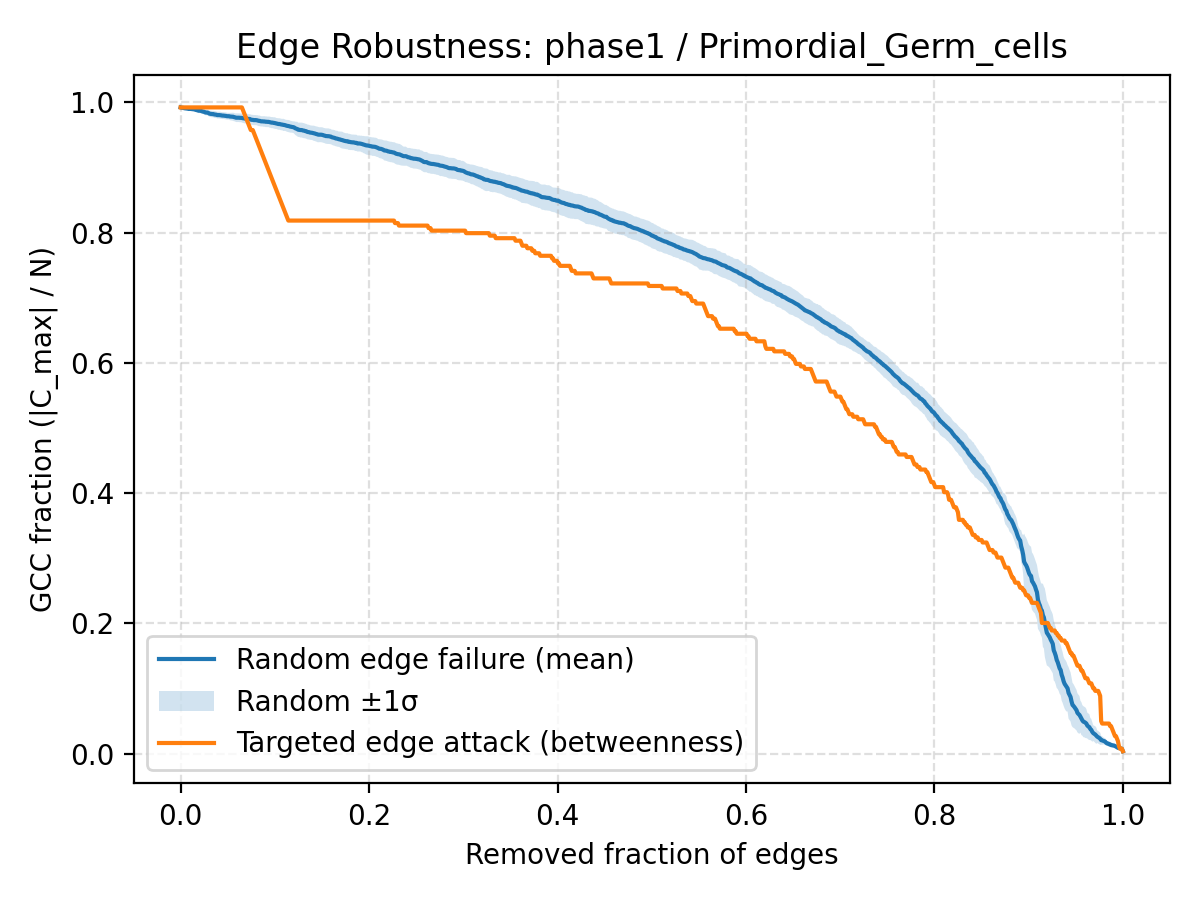 Edge Robustness: phase1 / Primordial_Germ_cells
GCC fraction (|C_max| / N)
1.0
0.8
0.6
0.4
0.2
0.0
Random edge failure (mean)
Random ±1σ
Targeted edge attack (betweenness)
0.0 0.2 0.4 0.6 0.8 1.0
Removed fraction of edges